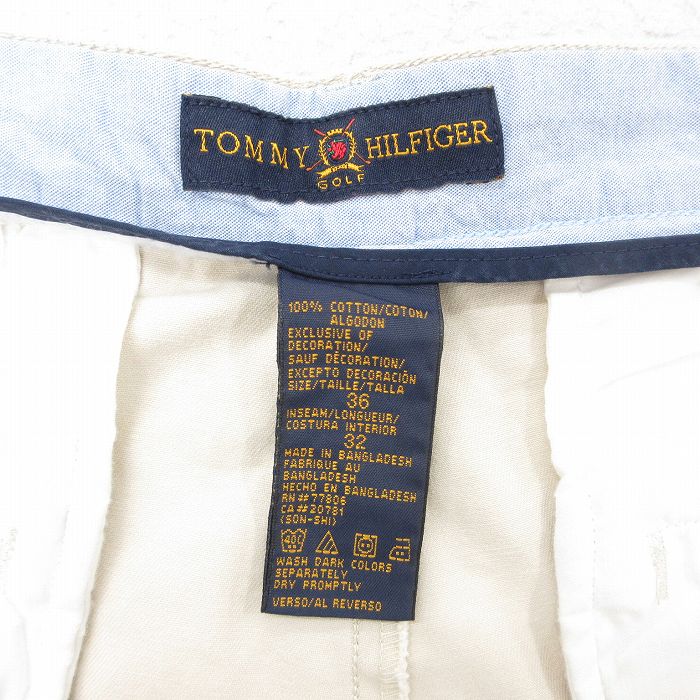 TOMMY HILFIGER
GOLF
100% COTTON/COTON/
ALGODON
EXCLUSIVE OF
DECORATION/
SAUF DÉCORATION/
EXCEPTO DECORACIÓN
SIZE/TAILLE/TALLA
36
INSEAM/LONGUEUR/
COSTURA INTERIOR
32
MADE IN BANGLADESH
FABRIQUE AU
BANGLADESH
HECHO EN BANGLADESH
RN#77806
CA#20781
(SON-SHI)
40C
WASH DARK COLORS
SEPARATELY
DRY PROMPTLY
VERSO/AL REVERSO